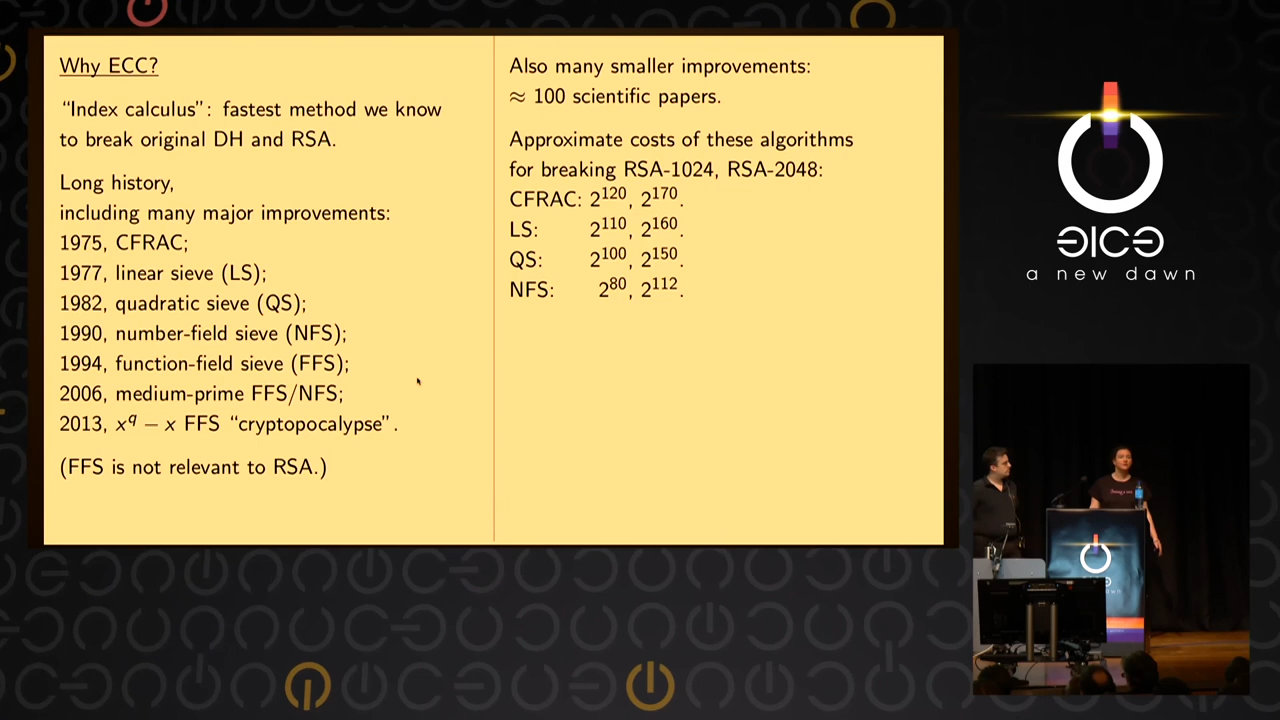 Why ECC?
“Index calculus”: fastest method we know
to break original DH and RSA.
Long history,
including many major improvements:
1975, CFRAC;
1977, linear sieve (LS);
1982, quadratic sieve (QS);
1990, number-field sieve (NFS);
1994, function-field sieve (FFS);
2006, medium-prime FFS/NFS;
2013, x^q − x FFS “cryptopocalypse”.
(FFS is not relevant to RSA.)
Also many smaller improvements:
≈ 100 scientific papers.
Approximate costs of these algorithms
for breaking RSA-1024, RSA-2048:
CFRAC: 2^120, 2^170.
LS: 2^110, 2^160.
QS: 2^100, 2^150.
NFS: 2^80, 2^112.
a new dawn